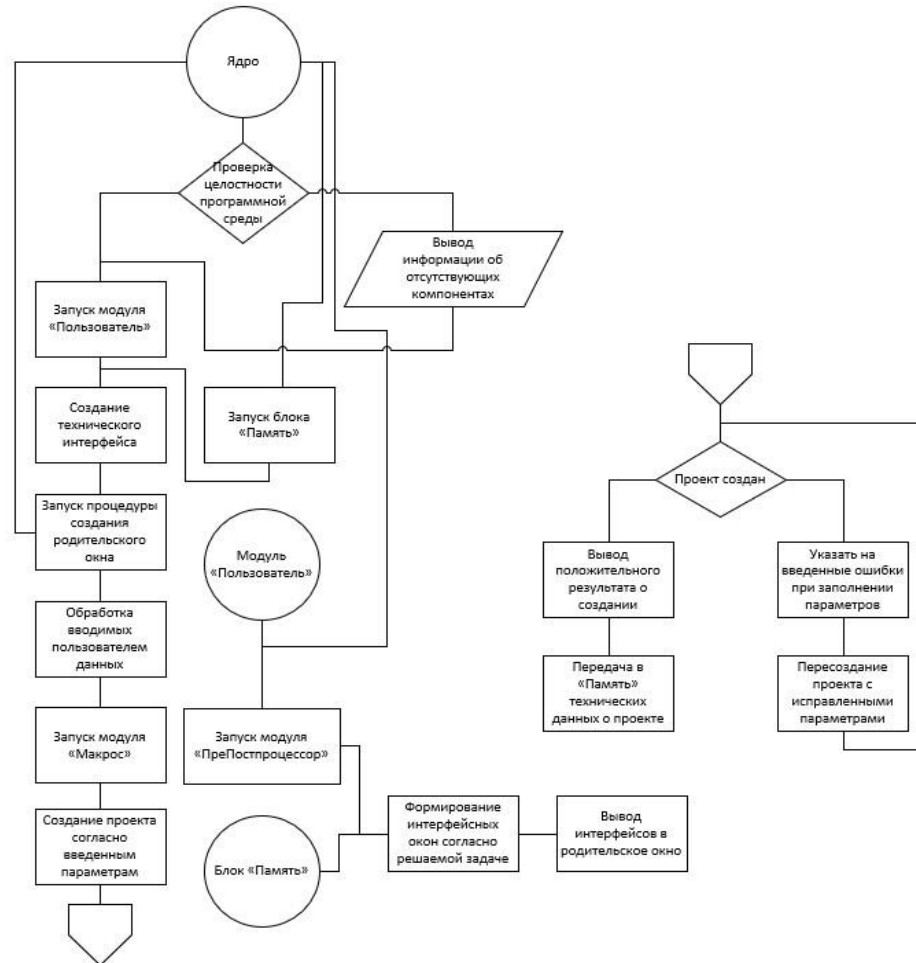 Ядро
Проверка
целостности
программной
среды
Вывод
информации об
отсутствующих
компонентах
Запуск модуля
«Пользователь»
Создание
технического
интерфейса
Запуск блока
«Память»
Запуск процедуры
создания
родительского
окна
Модуль
«Пользователь»
Обработка
вводимых
пользователем
данных
Запуск модуля
«Макрос»
Запуск модуля
«ПреПостпроцессор»
Создание проекта
согласно
введенным
параметрам
Блок «Память»
Формирование
интерфейсных
окон согласно
решаемой задаче
Вывод
интерфейсов в
родительское окно
Проект создан
Вывод
положительного
результата о
создании
Указать на
введенные ошибки
при заполнении
параметров
Передача в
«Память»
технических
данных о проекте
Пересоздание
проекта с
исправленными
параметрами